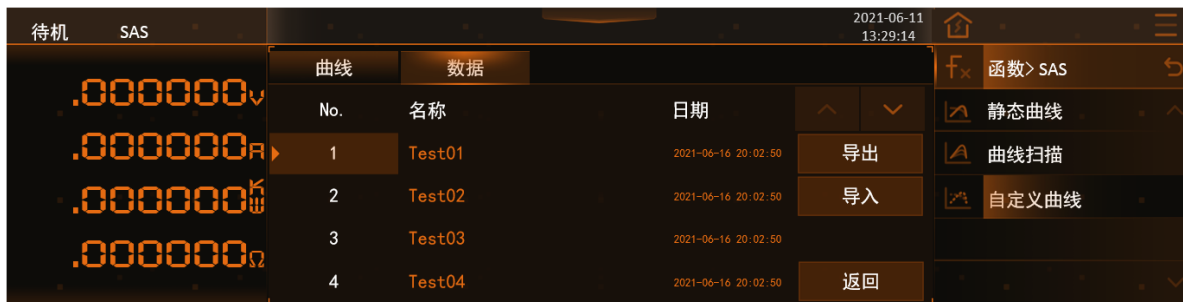 待机 SAS
2021-06-11
13:29:14
.000000V
.000000A
.000000KW
.000000Ω
曲线 数据
No. 名称 日期
1 Test01 2021-06-16 20:02:50 导出
2 Test02 2021-06-16 20:02:50 导入
3 Test03 2021-06-16 20:02:50
4 Test04 2021-06-16 20:02:50 返回
fx 函数> SAS
静态曲线
曲线扫描
自定义曲线